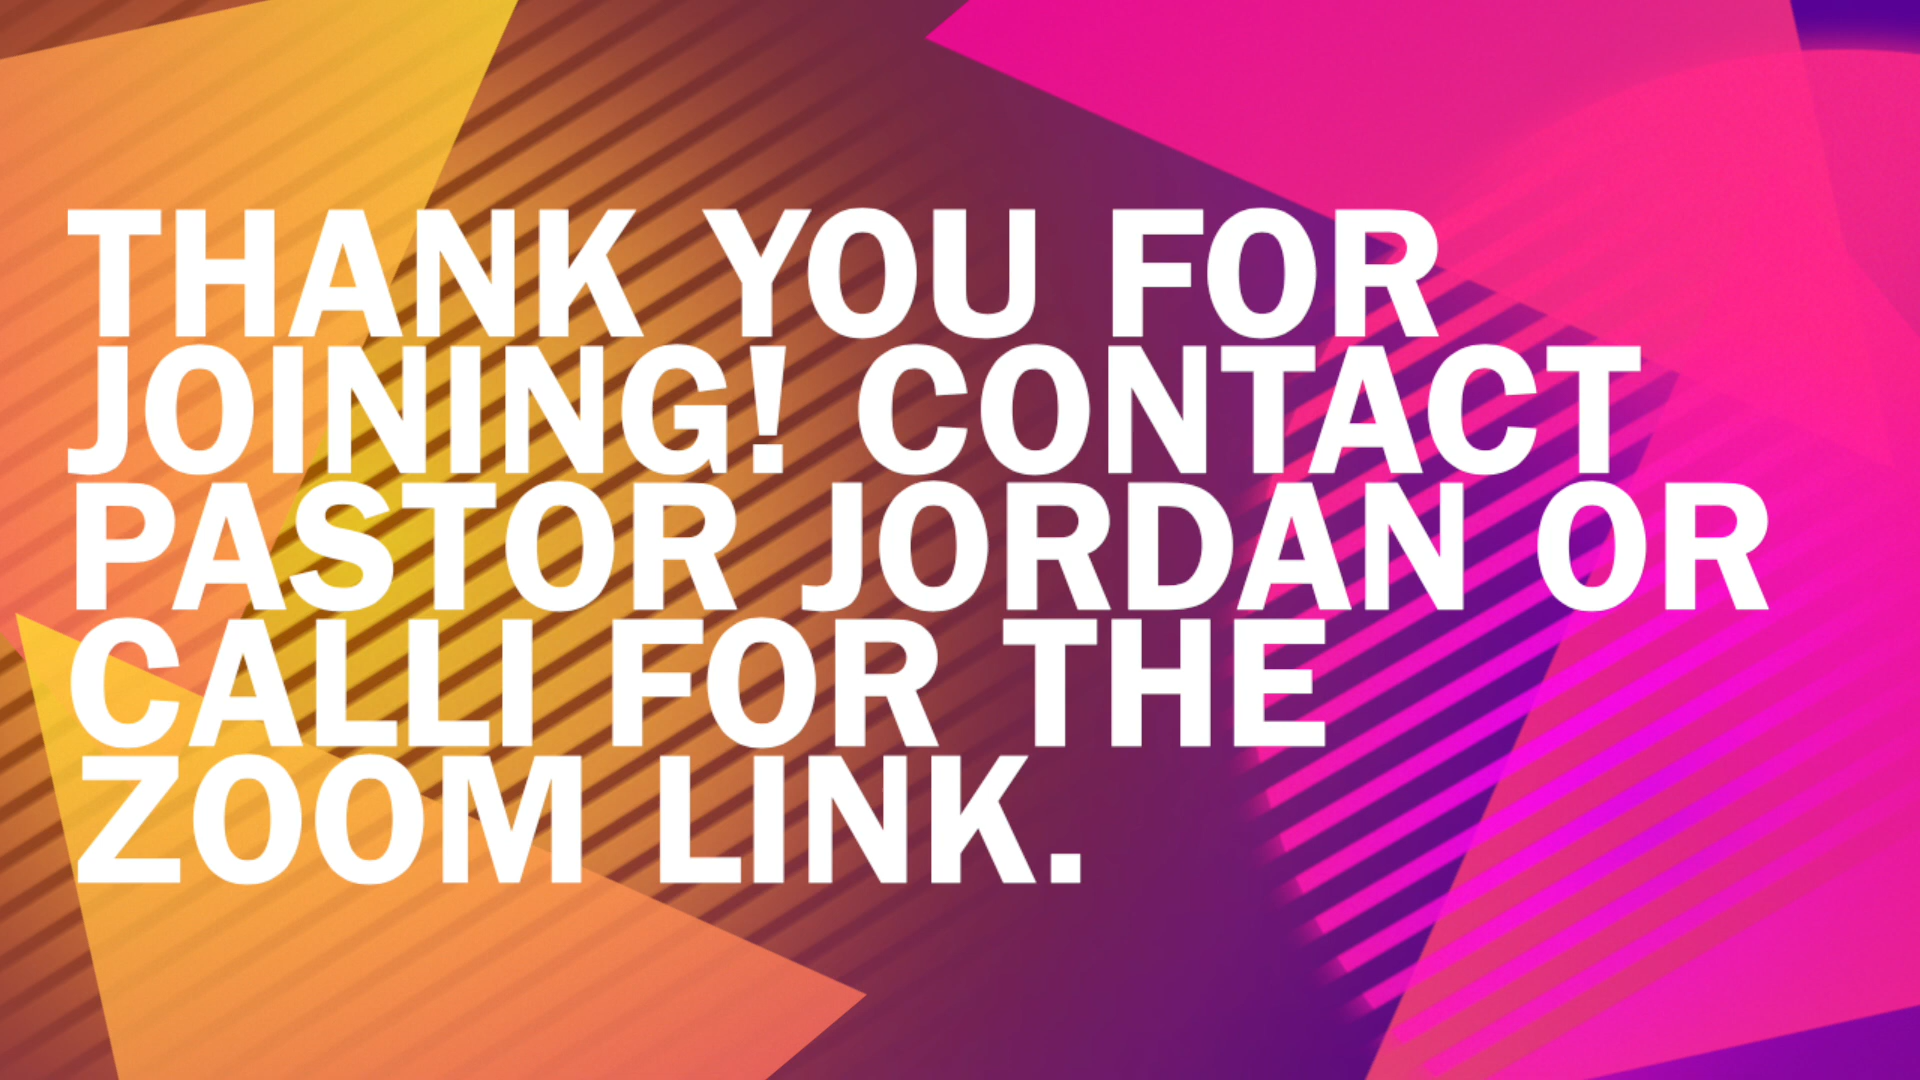 THANK YOU FOR
JOINING! CONTACT
PASTOR JORDAN OR
CALLI FOR THE
ZOOM LINK.